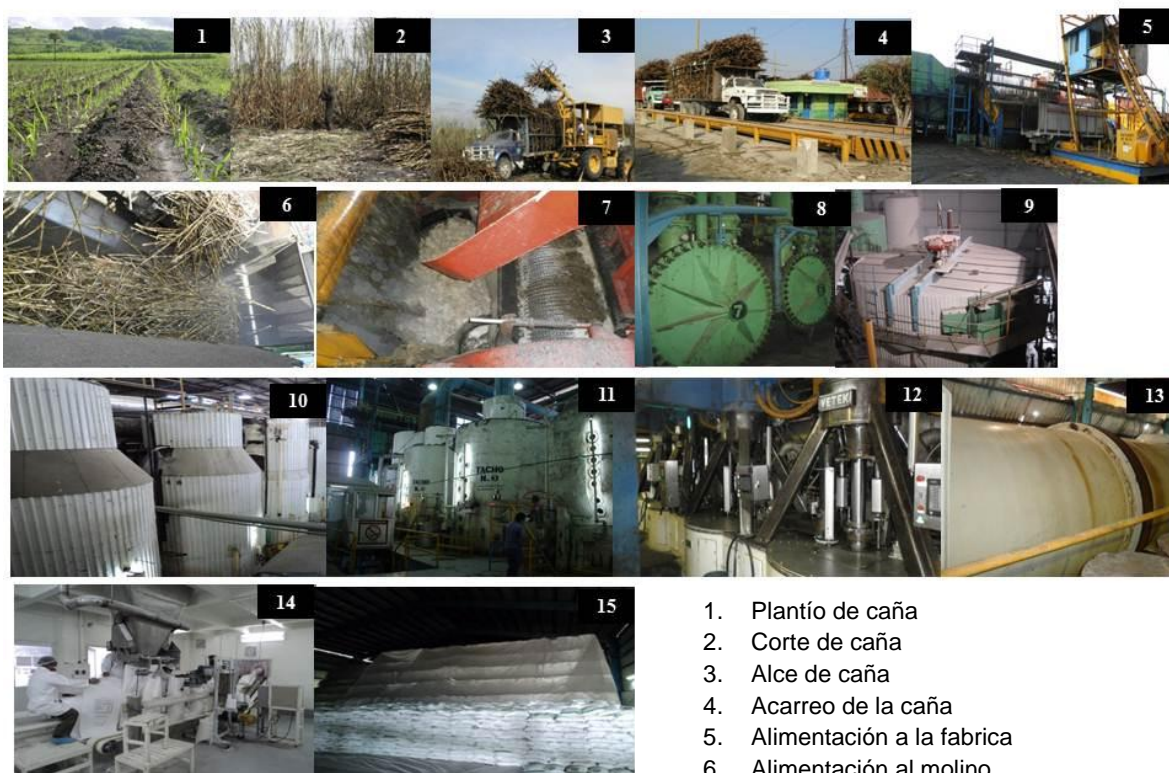 1
2
3
4
5
6
7
8
9
10
11
TACHO
N. O
12
VETEK
13
14
15
1. Plantío de caña
2. Corte de caña
3. Alce de caña
4. Acarreo de la caña
5. Alimentación a la fabrica
6. Alimentación al molino